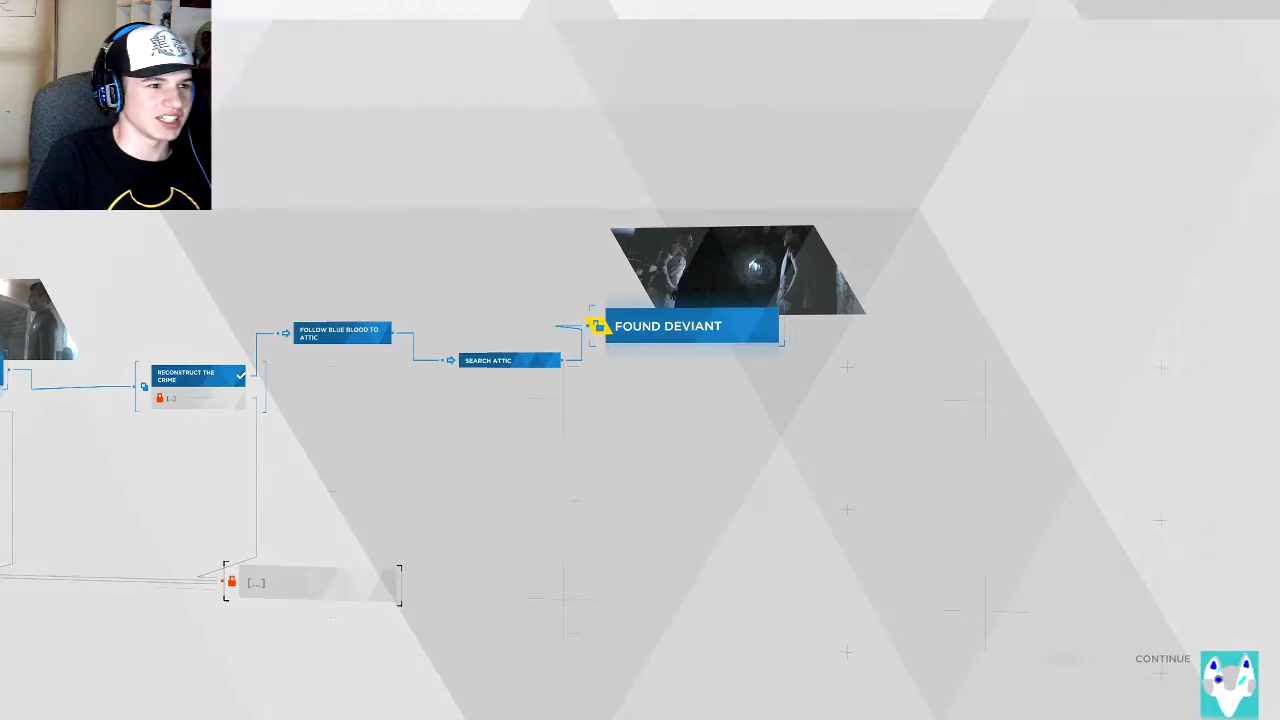 FOUND DEVIANT
FOLLOW BLUE BLOOD TO
ATTIC
SEARCH ATTIC
RECONSTRUCT THE
CRIME
[...]
[...]
CONTINUE